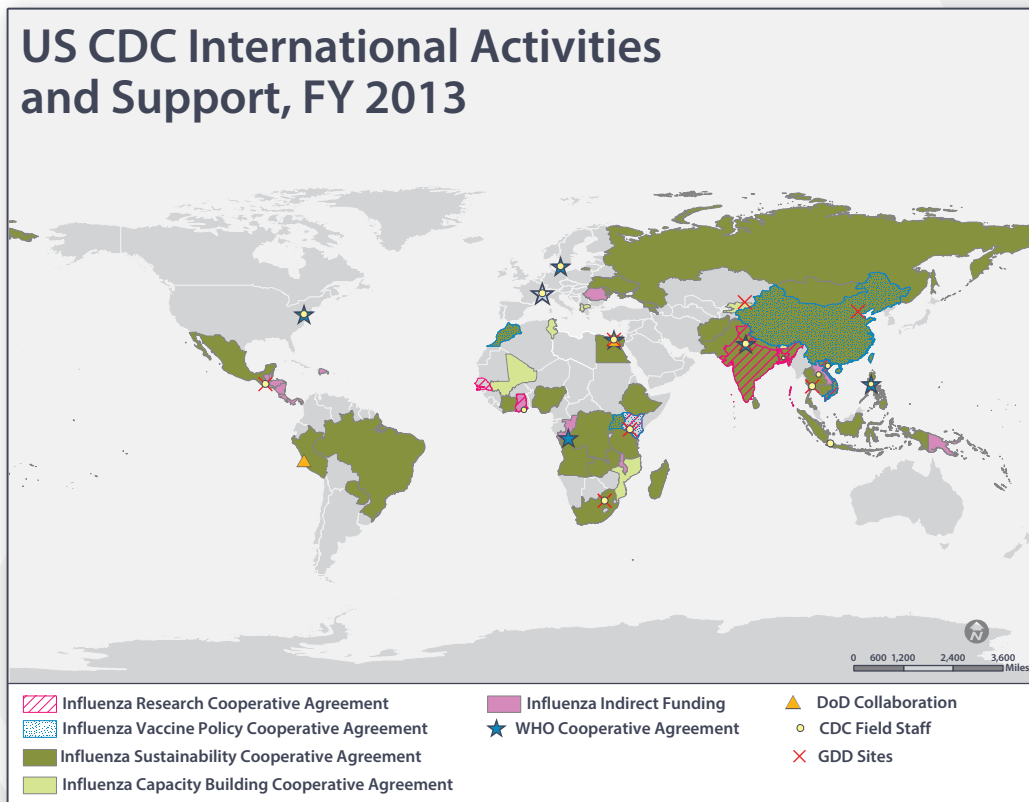 US CDC International Activities
and Support, FY 2013
N
0 600 1,200 2,400 3,600
Miles
Influenza Research Cooperative Agreement
Influenza Vaccine Policy Cooperative Agreement
Influenza Sustainability Cooperative Agreement
Influenza Capacity Building Cooperative Agreement
Influenza Indirect Funding
WHO Cooperative Agreement
DoD Collaboration
CDC Field Staff
GDD Sites